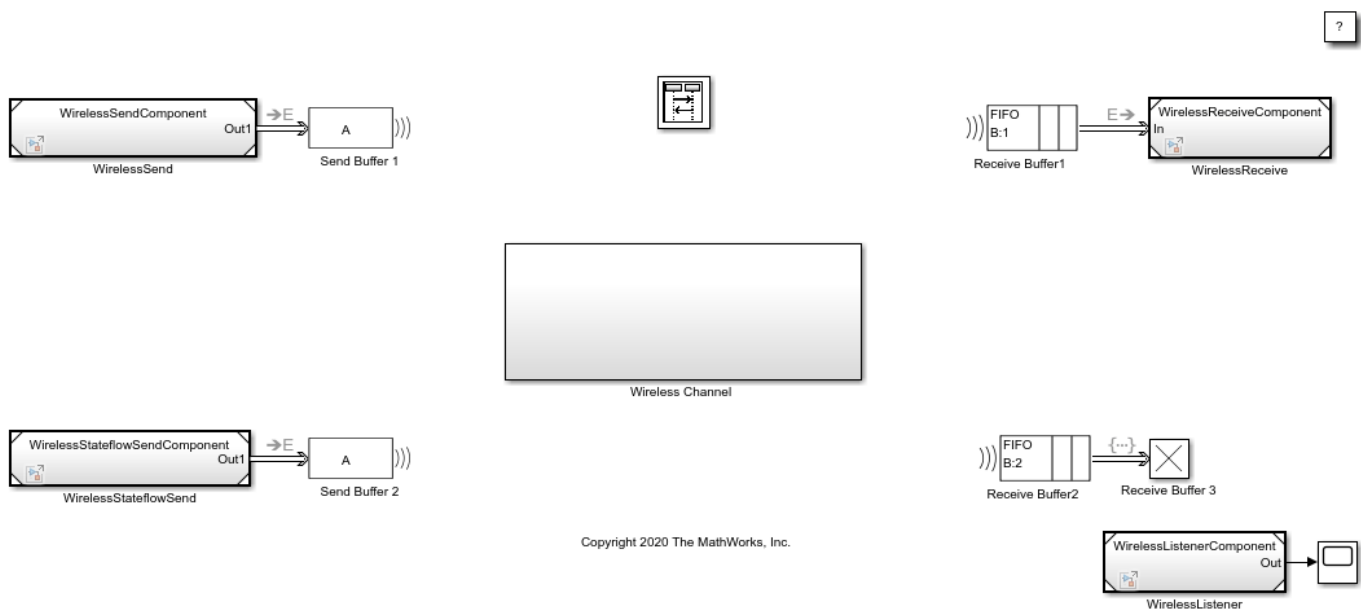 ?
WirelessSendComponent
Out1
WirelessSend
E
A
Send Buffer 1
FIFO
B:1
Receive Buffer1
E
WirelessReceiveComponent
In
WirelessReceive
Wireless Channel
WirelessStateflowSendComponent
Out1
WirelessStateflowSend
E
A
Send Buffer 2
FIFO
B:2
Receive Buffer2
{...}
Receive Buffer 3
Copyright 2020 The MathWorks, Inc.
WirelessListenerComponent
Out
WirelessListener